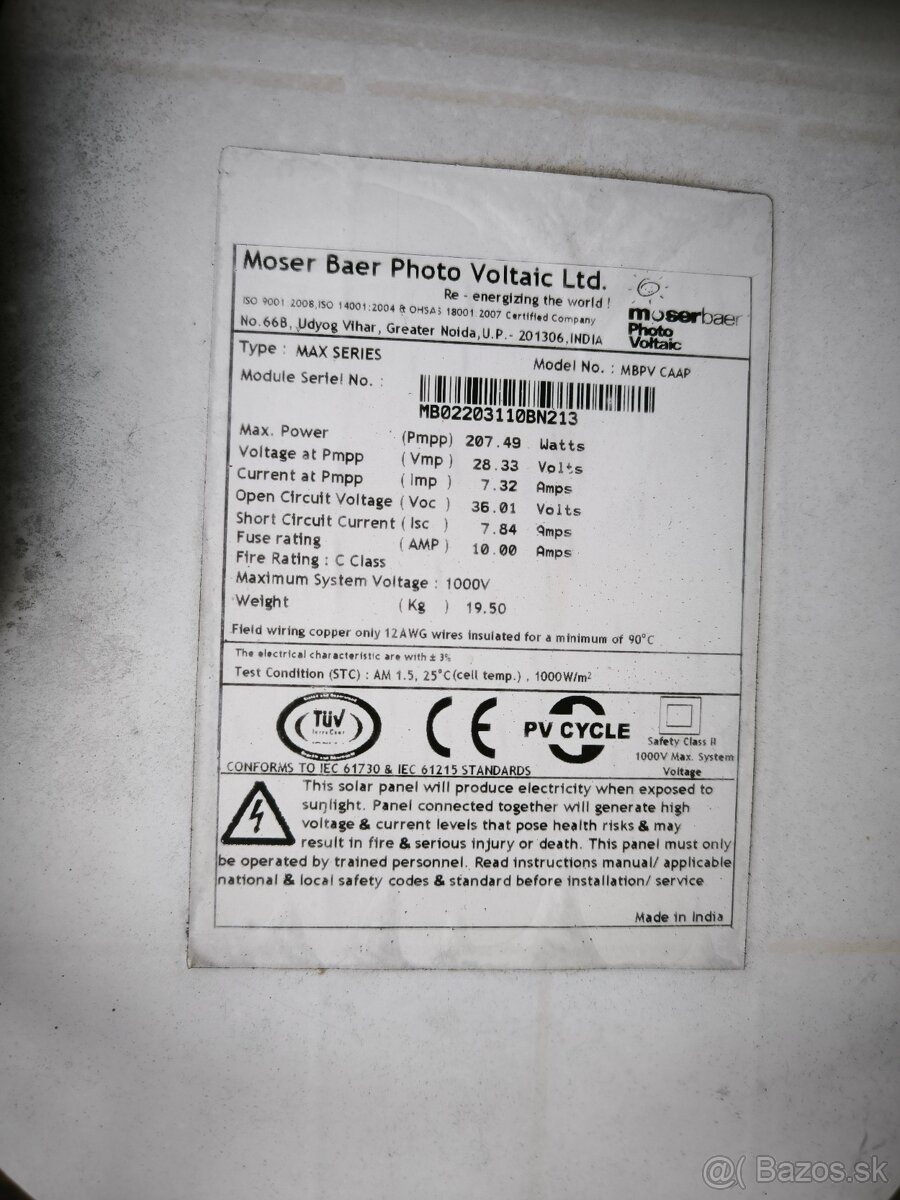 Moser Baer Photo Voltaic Ltd.
Re - energizing the world !
ISO 9001 2008,ISO 14001:2004 & OHSAS 18001:2007 Certified Company
No.66B, Udyog Vihar, Greater Noida,U.P.- 201306,INDIA
moserbaer
Photo
Voltaic
Type : MAX SERIES
Model No. : MBPV CAAP
Module Seriel No. :
MB02203110BN213
Max. Power (Pmpp) 207.49 Watts
Voltage at Pmpp (Vmp) 28.33 Volts
Current at Pmpp (Imp) 7.32 Amps
Open Circuit Voltage (Voc) 36.01 Volts
Short Circuit Current (Isc) 7.84 Amps
Fuse rating (AMP) 10.00 Amps
Fire Rating : C Class
Maximum System Voltage : 1000V
Weight (Kg) 19.50
Field wiring copper only 12AWG wires insulated for a minimum of 90°C
The electrical characteristic are with ± 3%
Test Condition (STC) : AM 1.5, 25°C(cell temp.) , 1000W/m²
TÜV
CE
PV CYCLE
Safety Class II
1000V Max. System
Voltage
CONFORMS TO IEC 61730 & IEC 61215 STANDARDS
This solar panel will produce electricity when exposed to
sunlight. Panel connected together will generate high
voltage & current levels that pose health risks & may
result in fire & serious injury or death. This panel must only
be operated by trained personnel. Read instructions manual/ applicable
national & local safety codes & standard before installation/ service
Made in India
@( Bazos.sk